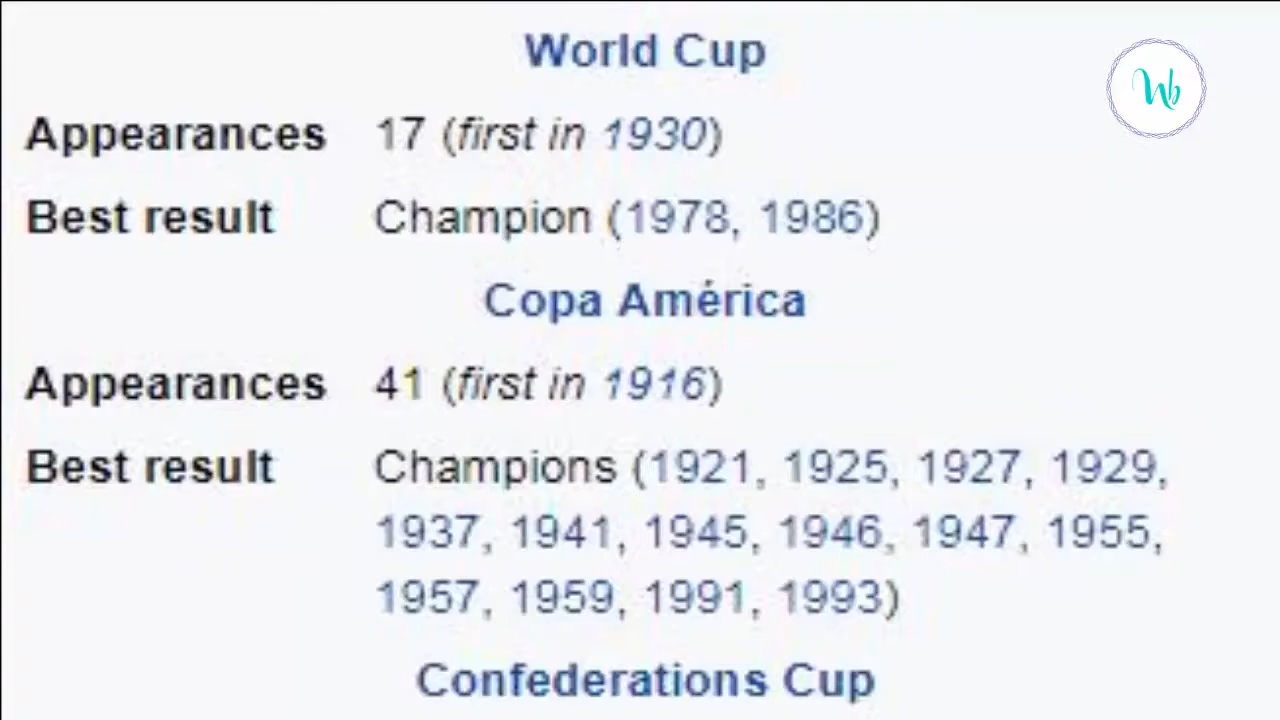 World Cup
Wb
Appearances 17 (first in 1930)
Best result Champion (1978, 1986)
Copa América
Appearances 41 (first in 1916)
Best result Champions (1921, 1925, 1927, 1929,
1937, 1941, 1945, 1946, 1947, 1955,
1957, 1959, 1991, 1993)
Confederations Cup